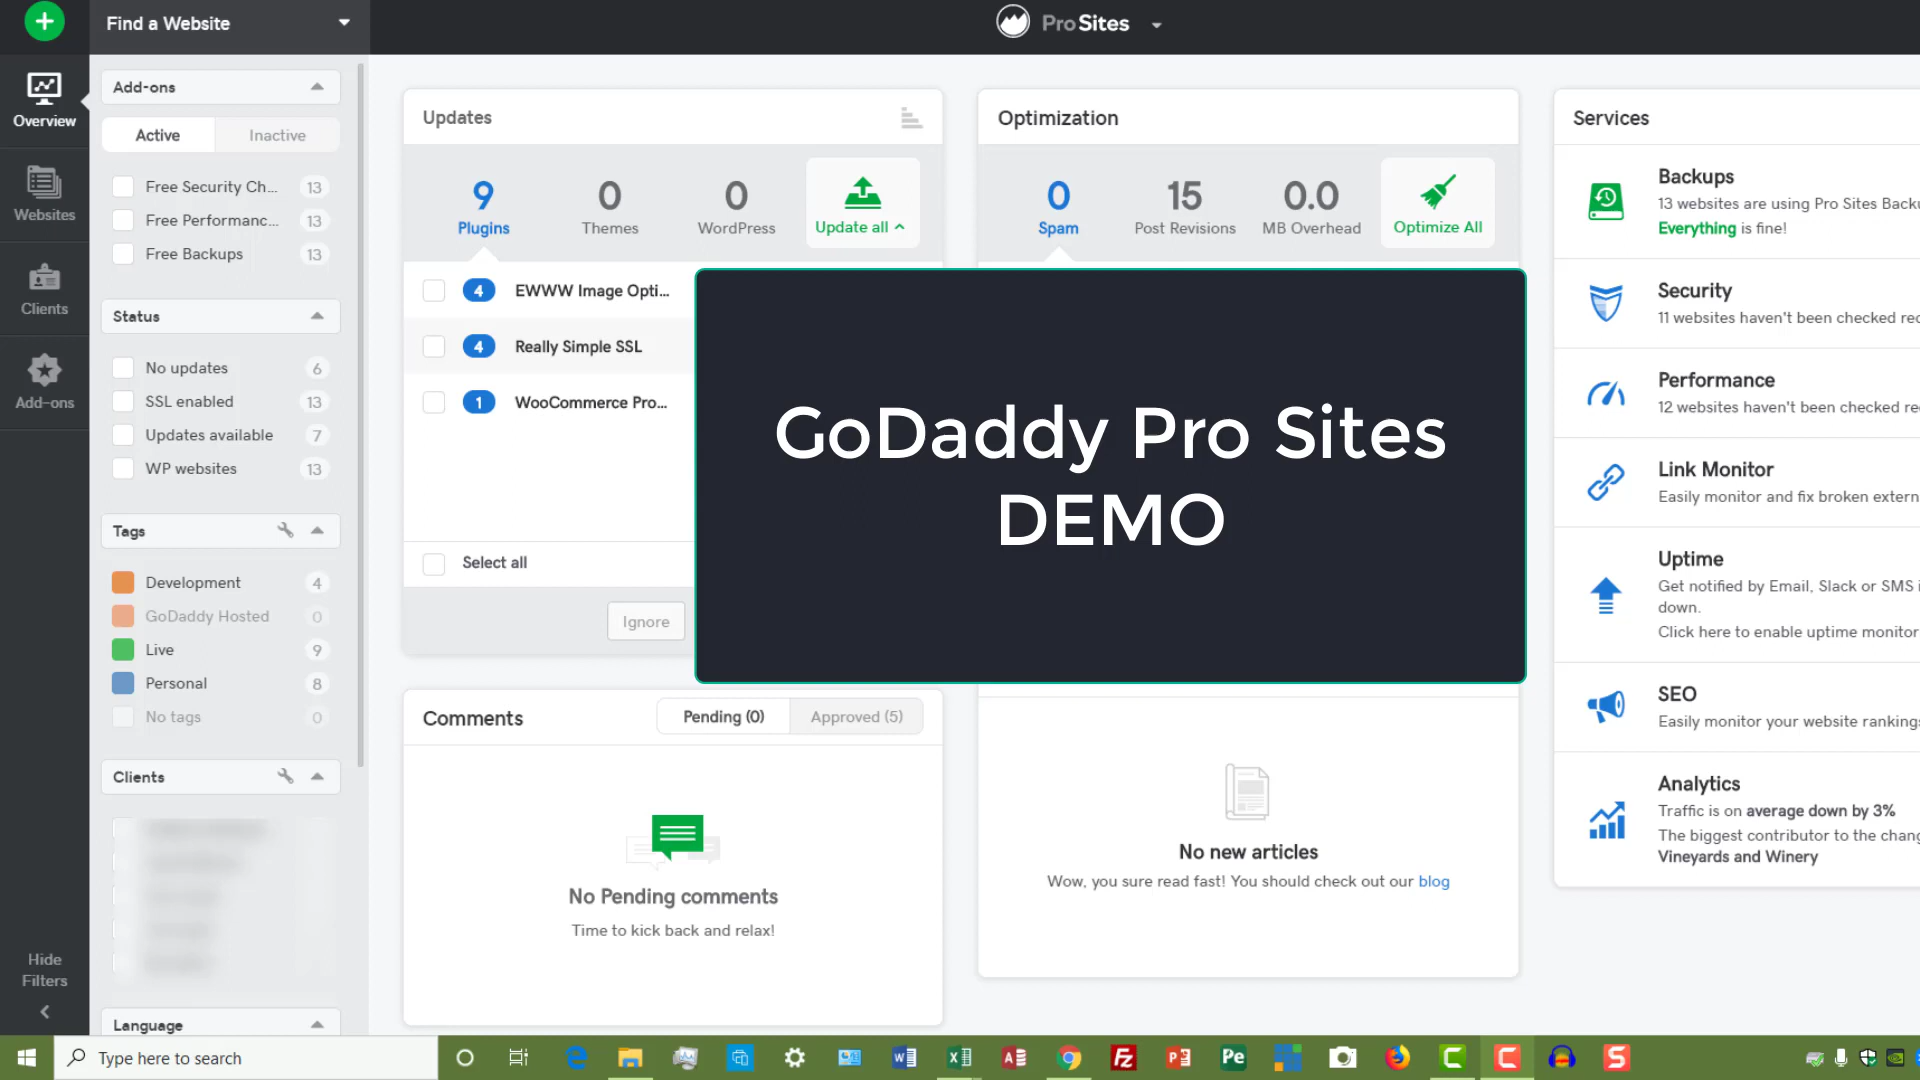 Find a Website
Pro Sites
Overview
Websites
Clients
Add-ons
Hide
Filters
Add-ons
Active
Inactive
Free Security Ch... 13
Free Performanc... 13
Free Backups 13
Status
No updates 6
SSL enabled 13
Updates available 7
WP websites 13
Tags
Development 4
GoDaddy Hosted 0
Live 9
Personal 8
No tags 0
Clients
Language
Updates
9 0 0
Plugins Themes WordPress Update all
4 EWWW Image Opti...
4 Really Simple SSL
1 WooCommerce Pro...
Select all
Ignore
Optimization
0 15 0.0
Spam Post Revisions MB Overhead Optimize All
GoDaddy Pro Sites
DEMO
Comments
Pending (0) Approved (5)
No Pending comments
Time to kick back and relax!
No new articles
Wow, you sure read fast! You should check out our blog
Services
Backups
13 websites are using Pro Sites
Everything is fine!
Security
11 websites haven't been checked
Performance
12 websites haven't been checked
Link Monitor
Easily monitor and fix broken
Uptime
Get notified by Email, Slack or SMS
down.
Click here to enable uptime monitor
SEO
Easily monitor your website
Analytics
Traffic is on average down by 3%
The biggest contributor to the
Vineyards and Winery
Type here to search